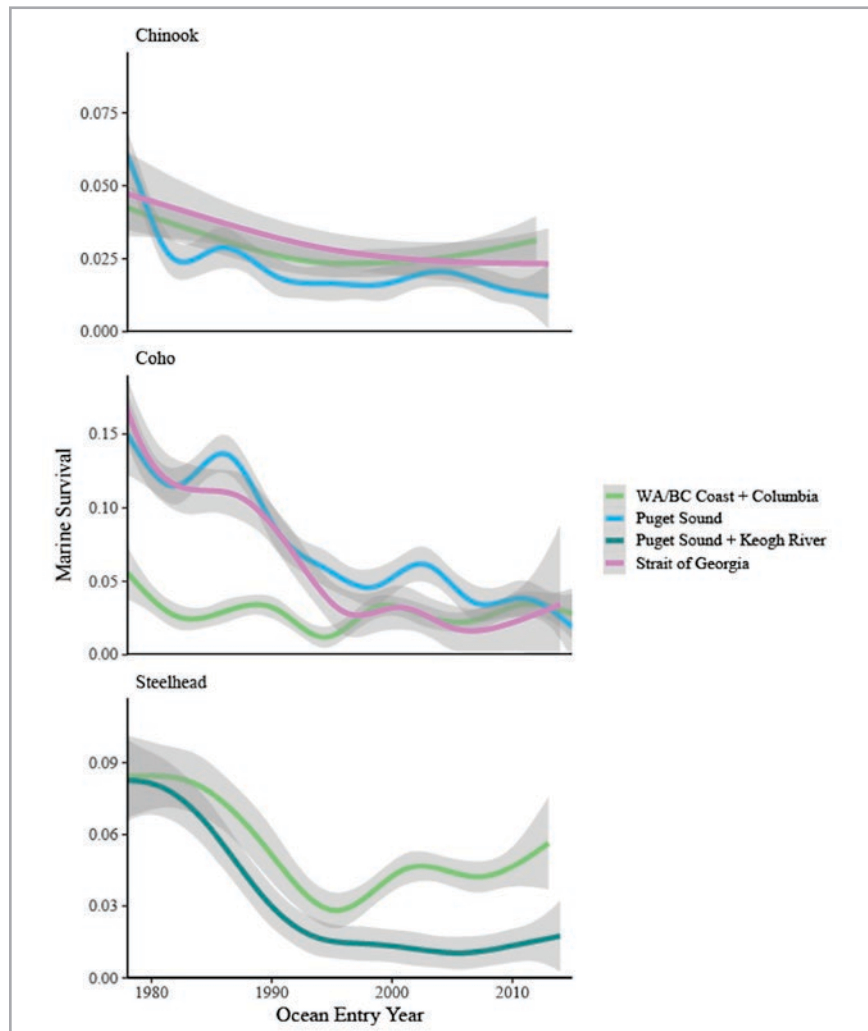 Chinook
0.075
0.050
0.025
0.000
Coho
0.15
0.10
0.05
0.00
Marine Survival
WA/BC Coast + Columbia
Puget Sound
Puget Sound + Keogh River
Strait of Georgia
Steelhead
0.09
0.06
0.03
0.00
1980 1990 2000 2010
Ocean Entry Year